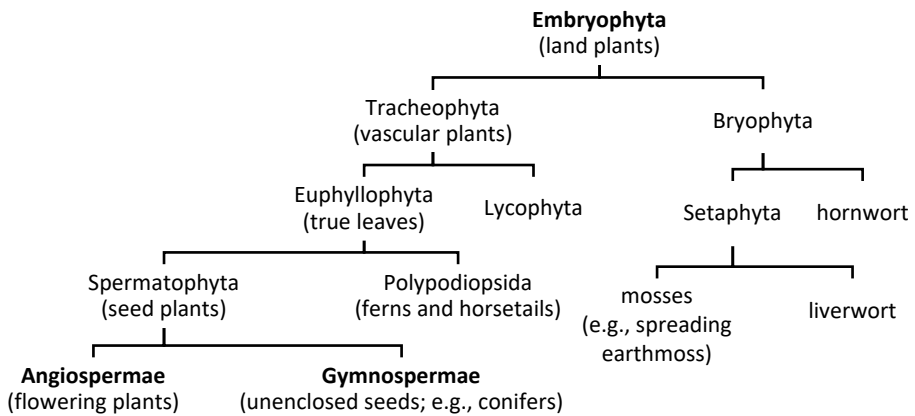 Embryophyta
(land plants)
Tracheophyta
(vascular plants)
Bryophyta
Euphyllophyta
(true leaves)
Lycophyta
Setaphyta
hornwort
Spermatophyta
(seed plants)
Polypodiopsida
(ferns and horsetails)
mosses
(e.g., spreading
earthmoss)
liverwort
Angiospermae
(flowering plants)
Gymnospermae
(unenclosed seeds; e.g., conifers)